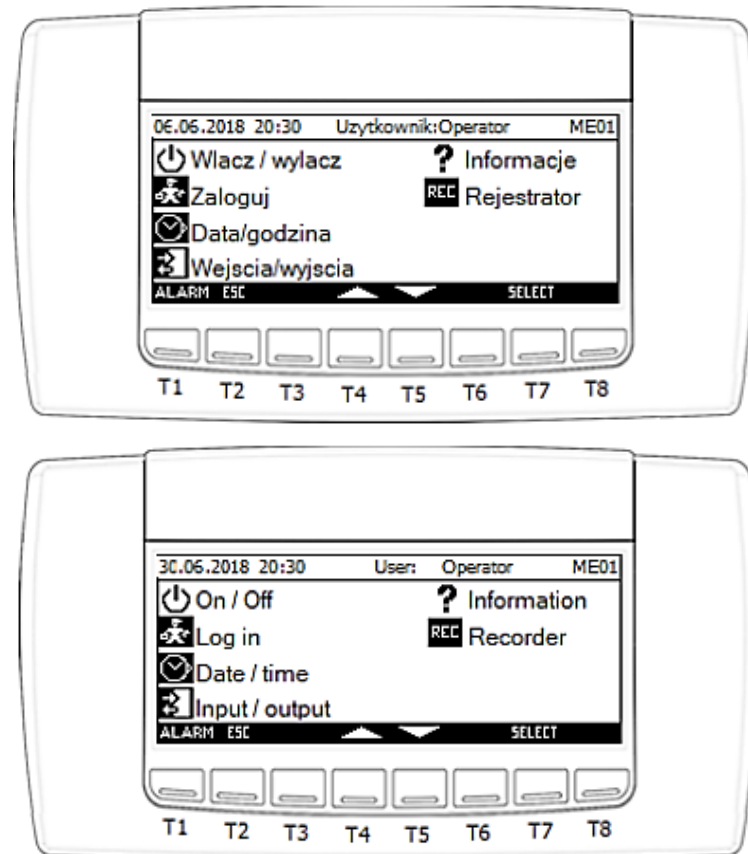 06.06.2018 20:30 Uzytkownik:Operator ME01
Wlacz / wylacz ? Informacje
Zaloguj REC Rejestrator
Data/godzina
Wejscia/wyjscia
ALARM ESC SELECT
T1 T2 T3 T4 T5 T6 T7 T8
30.06.2018 20:30 User: Operator ME01
On / Off ? Information
Log in REC Recorder
Date / time
Input / output
ALARM ESC SELECT
T1 T2 T3 T4 T5 T6 T7 T8